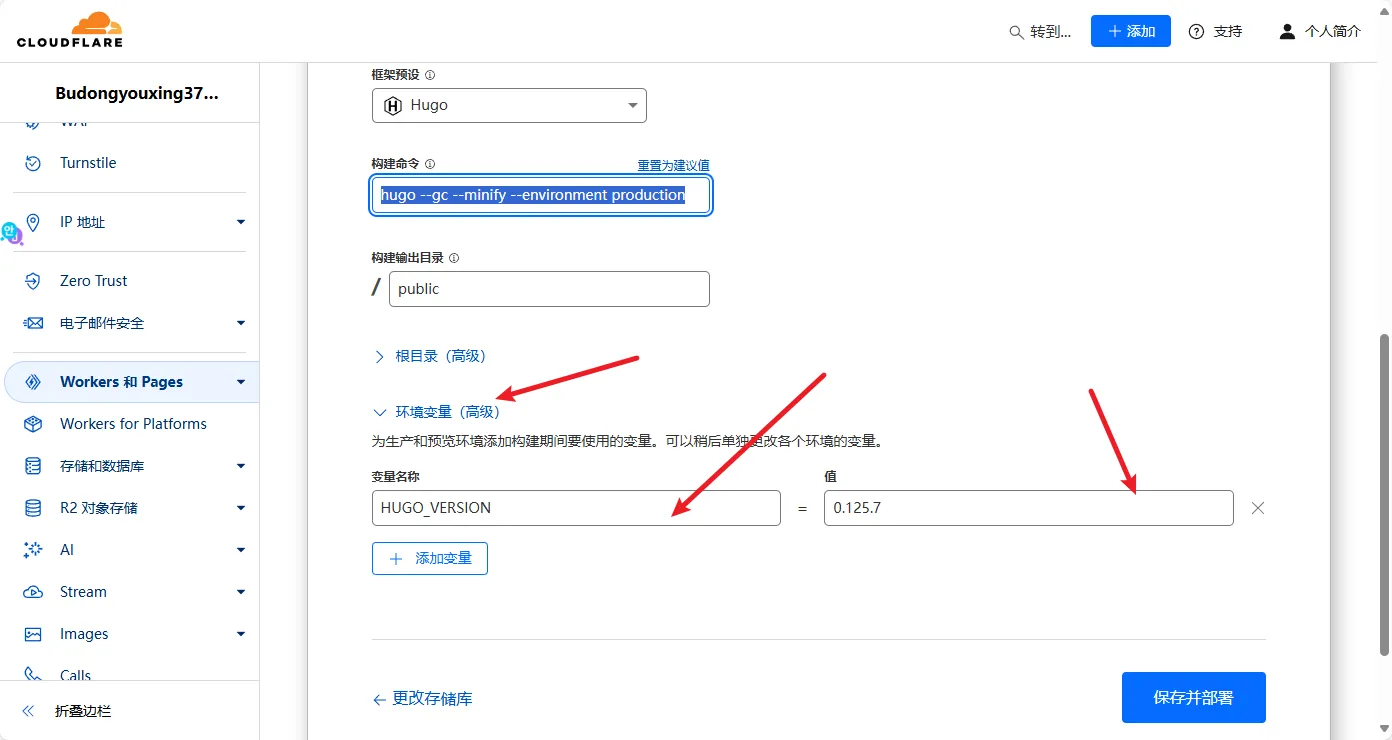 CLOUDFLARE
转到...
添加
支持
个人简介
Budongyouxing37...
WAF
Turnstile
IP 地址
Zero Trust
电子邮件安全
Workers 和 Pages
Workers for Platforms
存储和数据库
R2 对象存储
AI
Stream
Images
Calls
折叠边栏
框架预设
Hugo
构建命令
重置为建议值
hugo --gc --minify --environment production
构建输出目录
/ public
根目录（高级）
环境变量（高级）
为生产和预览环境添加构建期间要使用的变量。可以稍后单独更改各个环境的变量。
变量名称
值
HUGO_VERSION = 0.125.7
添加变量
更改存储库
保存并部署